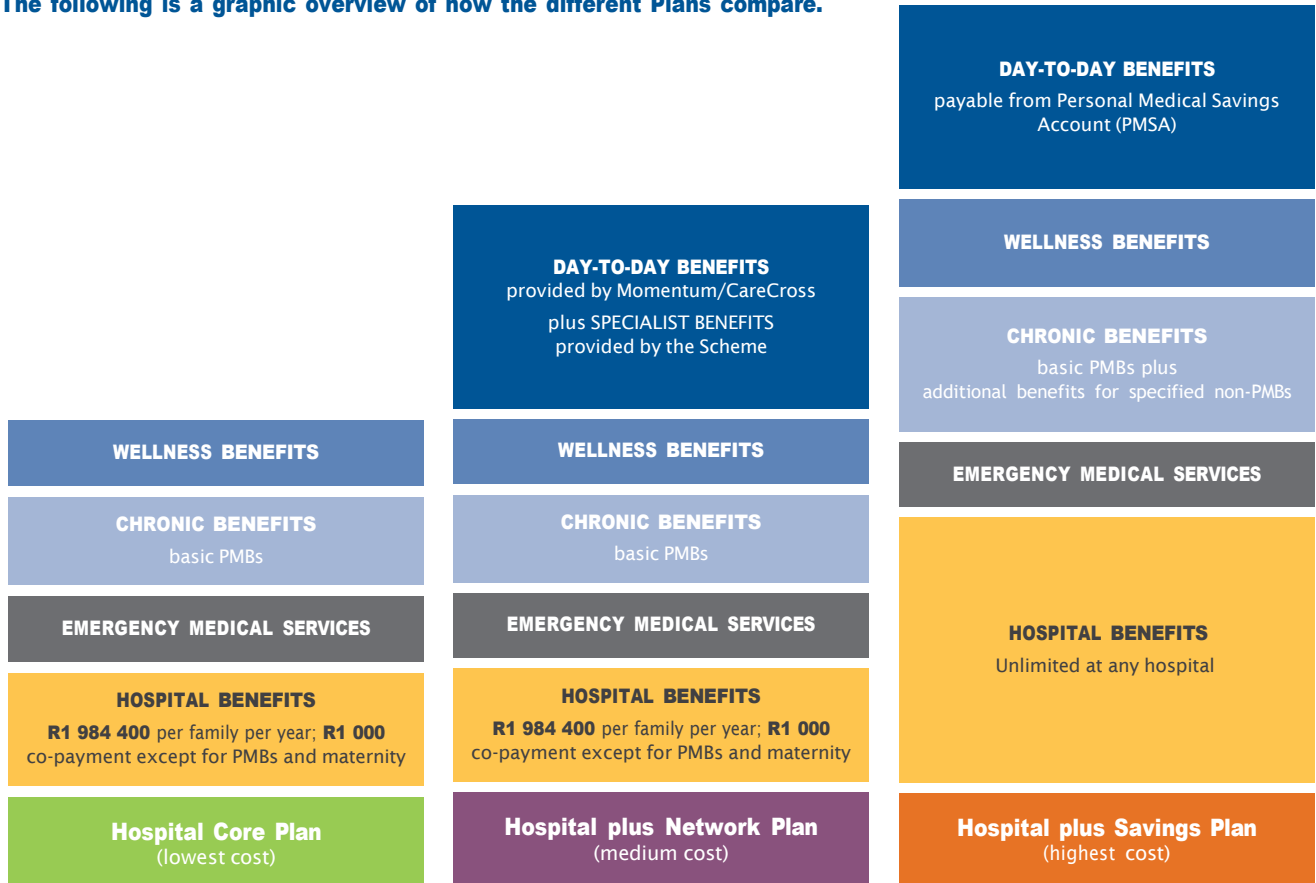 The following is a graphic overview of how the different Plans compare.
WELLNESS BENEFITS
CHRONIC BENEFITS
basic PMBs
EMERGENCY MEDICAL SERVICES
HOSPITAL BENEFITS
R1 984 400 per family per year; R1 000
co-payment except for PMBs and maternity
Hospital Core Plan
(lowest cost)
DAY-TO-DAY BENEFITS
provided by Momentum/CareCross
plus SPECIALIST BENEFITS
provided by the Scheme
WELLNESS BENEFITS
CHRONIC BENEFITS
basic PMBs
EMERGENCY MEDICAL SERVICES
HOSPITAL BENEFITS
R1 984 400 per family per year; R1 000
co-payment except for PMBs and maternity
Hospital plus Network Plan
(medium cost)
DAY-TO-DAY BENEFITS
payable from Personal Medical Savings
Account (PMSA)
WELLNESS BENEFITS
CHRONIC BENEFITS
basic PMBs plus
additional benefits for specified non-PMBs
EMERGENCY MEDICAL SERVICES
HOSPITAL BENEFITS
Unlimited at any hospital
Hospital plus Savings Plan
(highest cost)